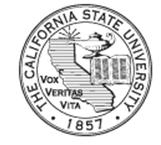 THE CALIFORNIA STATE UNIVERSITY
VOX
VERITAS
VITA
• 1857 •